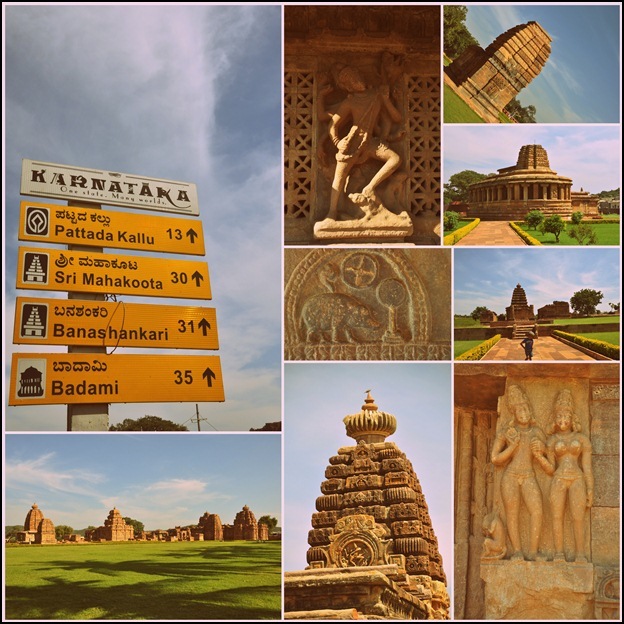 KARNATAKA
One state. Many worlds.
ಪಟ್ಟದ ಕಲ್ಲು
Pattada Kallu 13
ಶ್ರೀ ಮಹಾಕೂಟ
Sri Mahakoota 30
ಬನಶಂಕರಿ
Banashankari 31
ಬಾದಾಮಿ
Badami 35